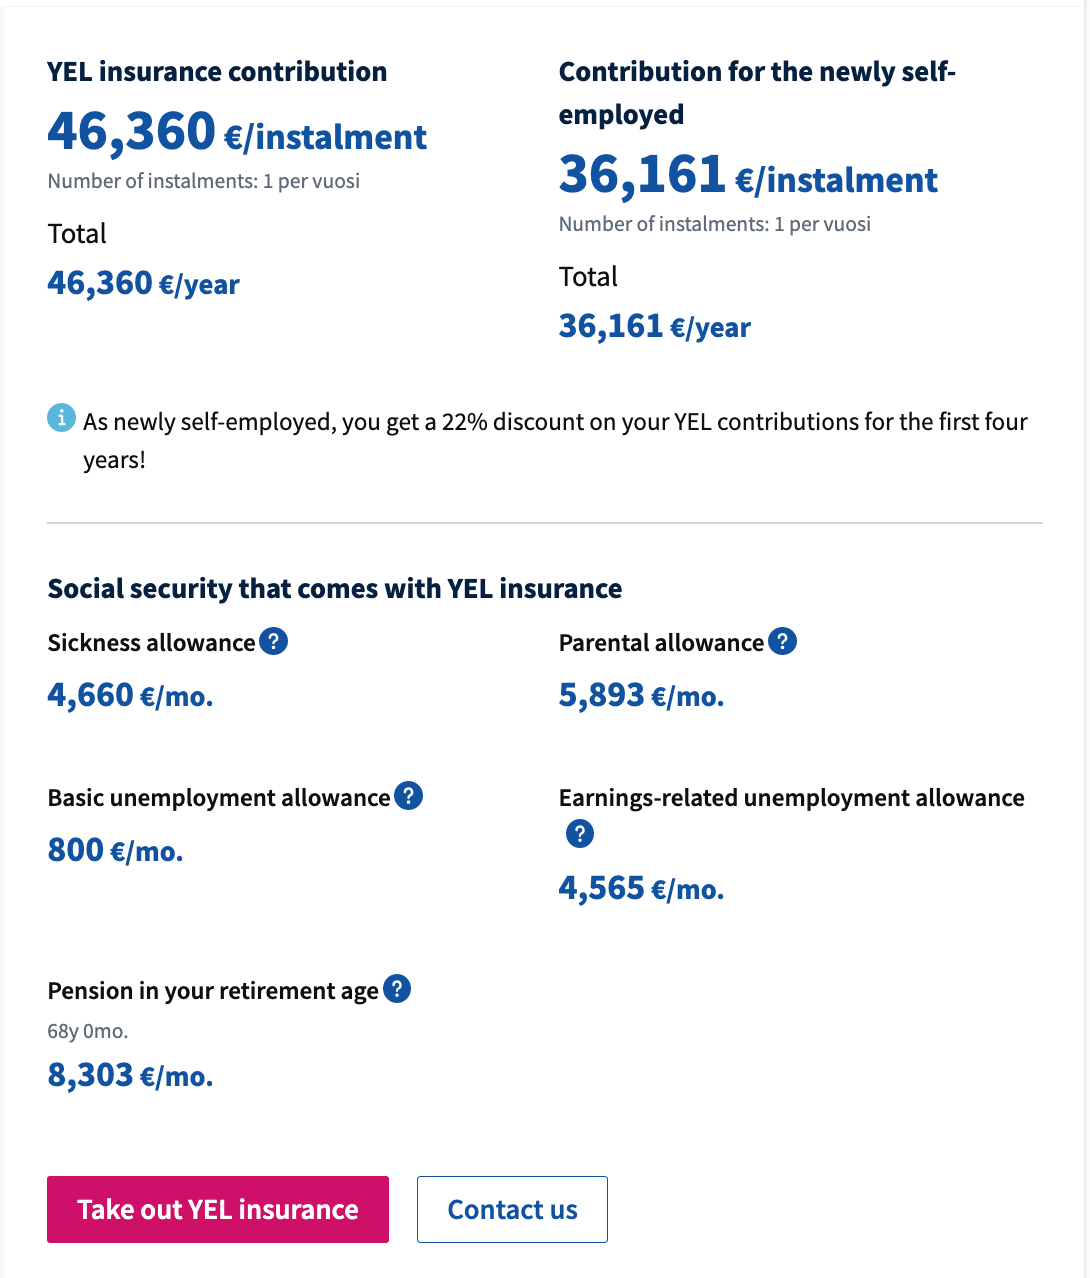 YEL insurance contribution
46,360 €/instalment
Number of instalments: 1 per vuosi
Total
46,360 €/year
Contribution for the newly self-
employed
36,161 €/instalment
Number of instalments: 1 per vuosi
Total
36,161 €/year
i As newly self-employed, you get a 22% discount on your YEL contributions for the first four
years!
Social security that comes with YEL insurance
Sickness allowance ?
4,660 €/mo.
Parental allowance ?
5,893 €/mo.
Basic unemployment allowance ?
800 €/mo.
Earnings-related unemployment allowance
?
4,565 €/mo.
Pension in your retirement age ?
68y 0mo.
8,303 €/mo.
Take out YEL insurance
Contact us